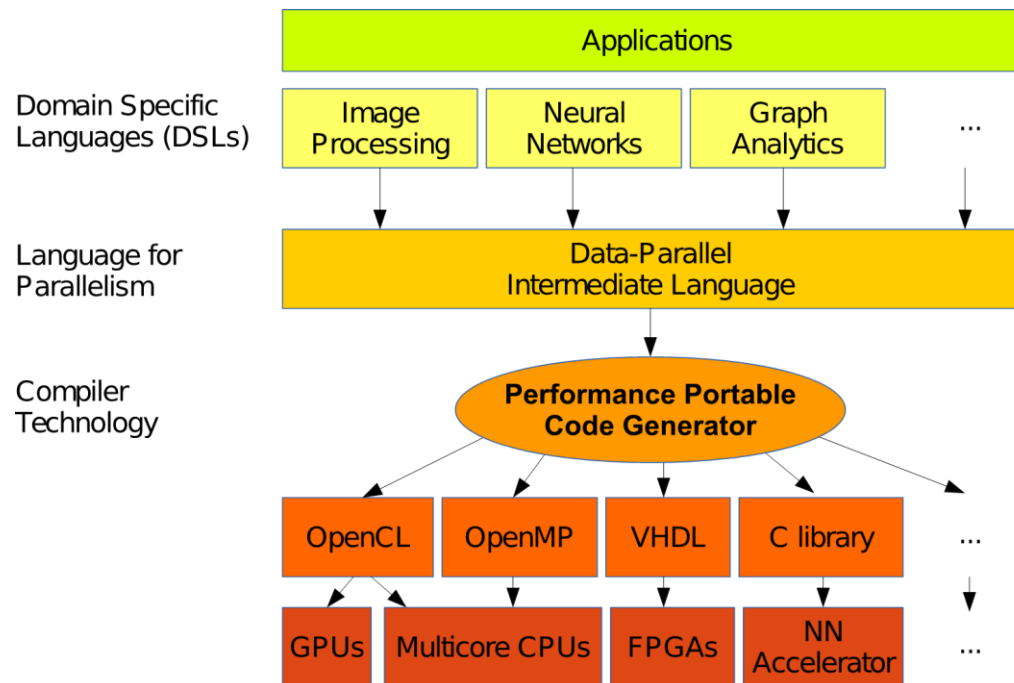 Applications
Domain Specific
Languages (DSLs)
Image
Processing
Neural
Networks
Graph
Analytics
...
Language for
Parallelism
Data-Parallel
Intermediate Language
Compiler
Technology
Performance Portable
Code Generator
OpenCL
OpenMP
VHDL
C library
...
GPUs
Multicore CPUs
FPGAs
NN
Accelerator
...